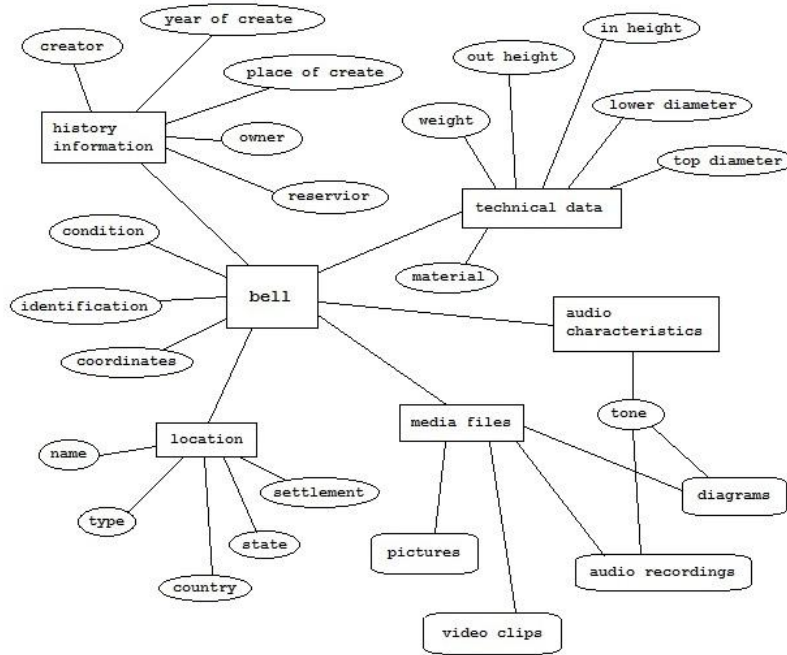 year of create
in height
creator
out height
place of create
lower diameter
history
information
weight
owner
top diameter
reservior
technical data
condition
material
bell
identification
audio
characteristics
coordinates
tone
location
media files
name
settlement
diagrams
type
state
pictures
audio recordings
country
video clips